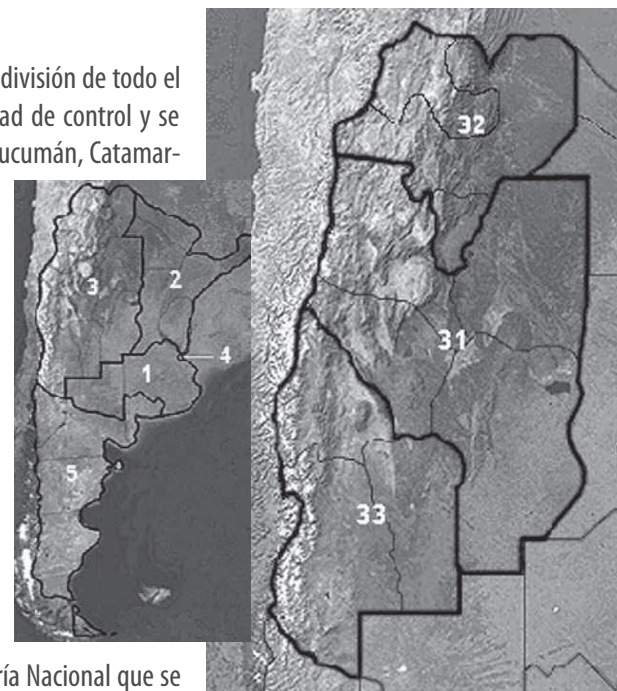 división de todo el
ad de control y se
ucumán, Catamar-
32
3
2
31
4
1
5
33
ría Nacional que se